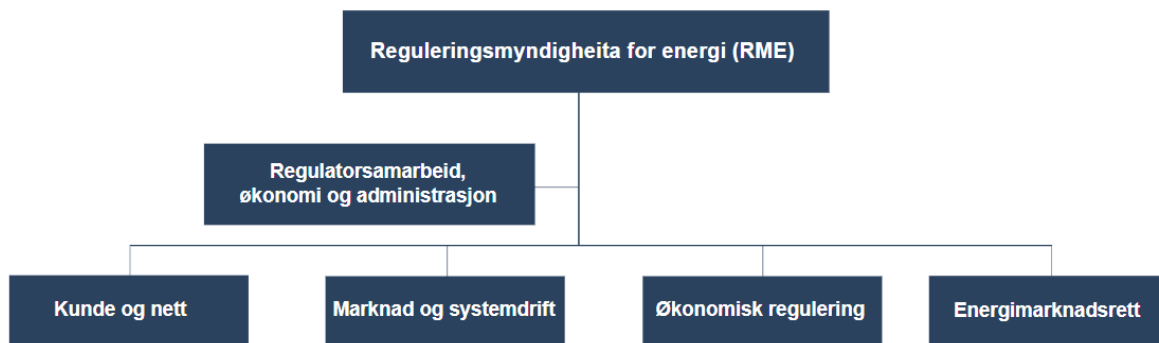 Reguleringsmyndigheita for energi (RME)
Regulatorsamarbeid,
økonomi og administrasjon
Kunde og nett
Marknad og systemdrift
Økonomisk regulering
Energimarknadsrett